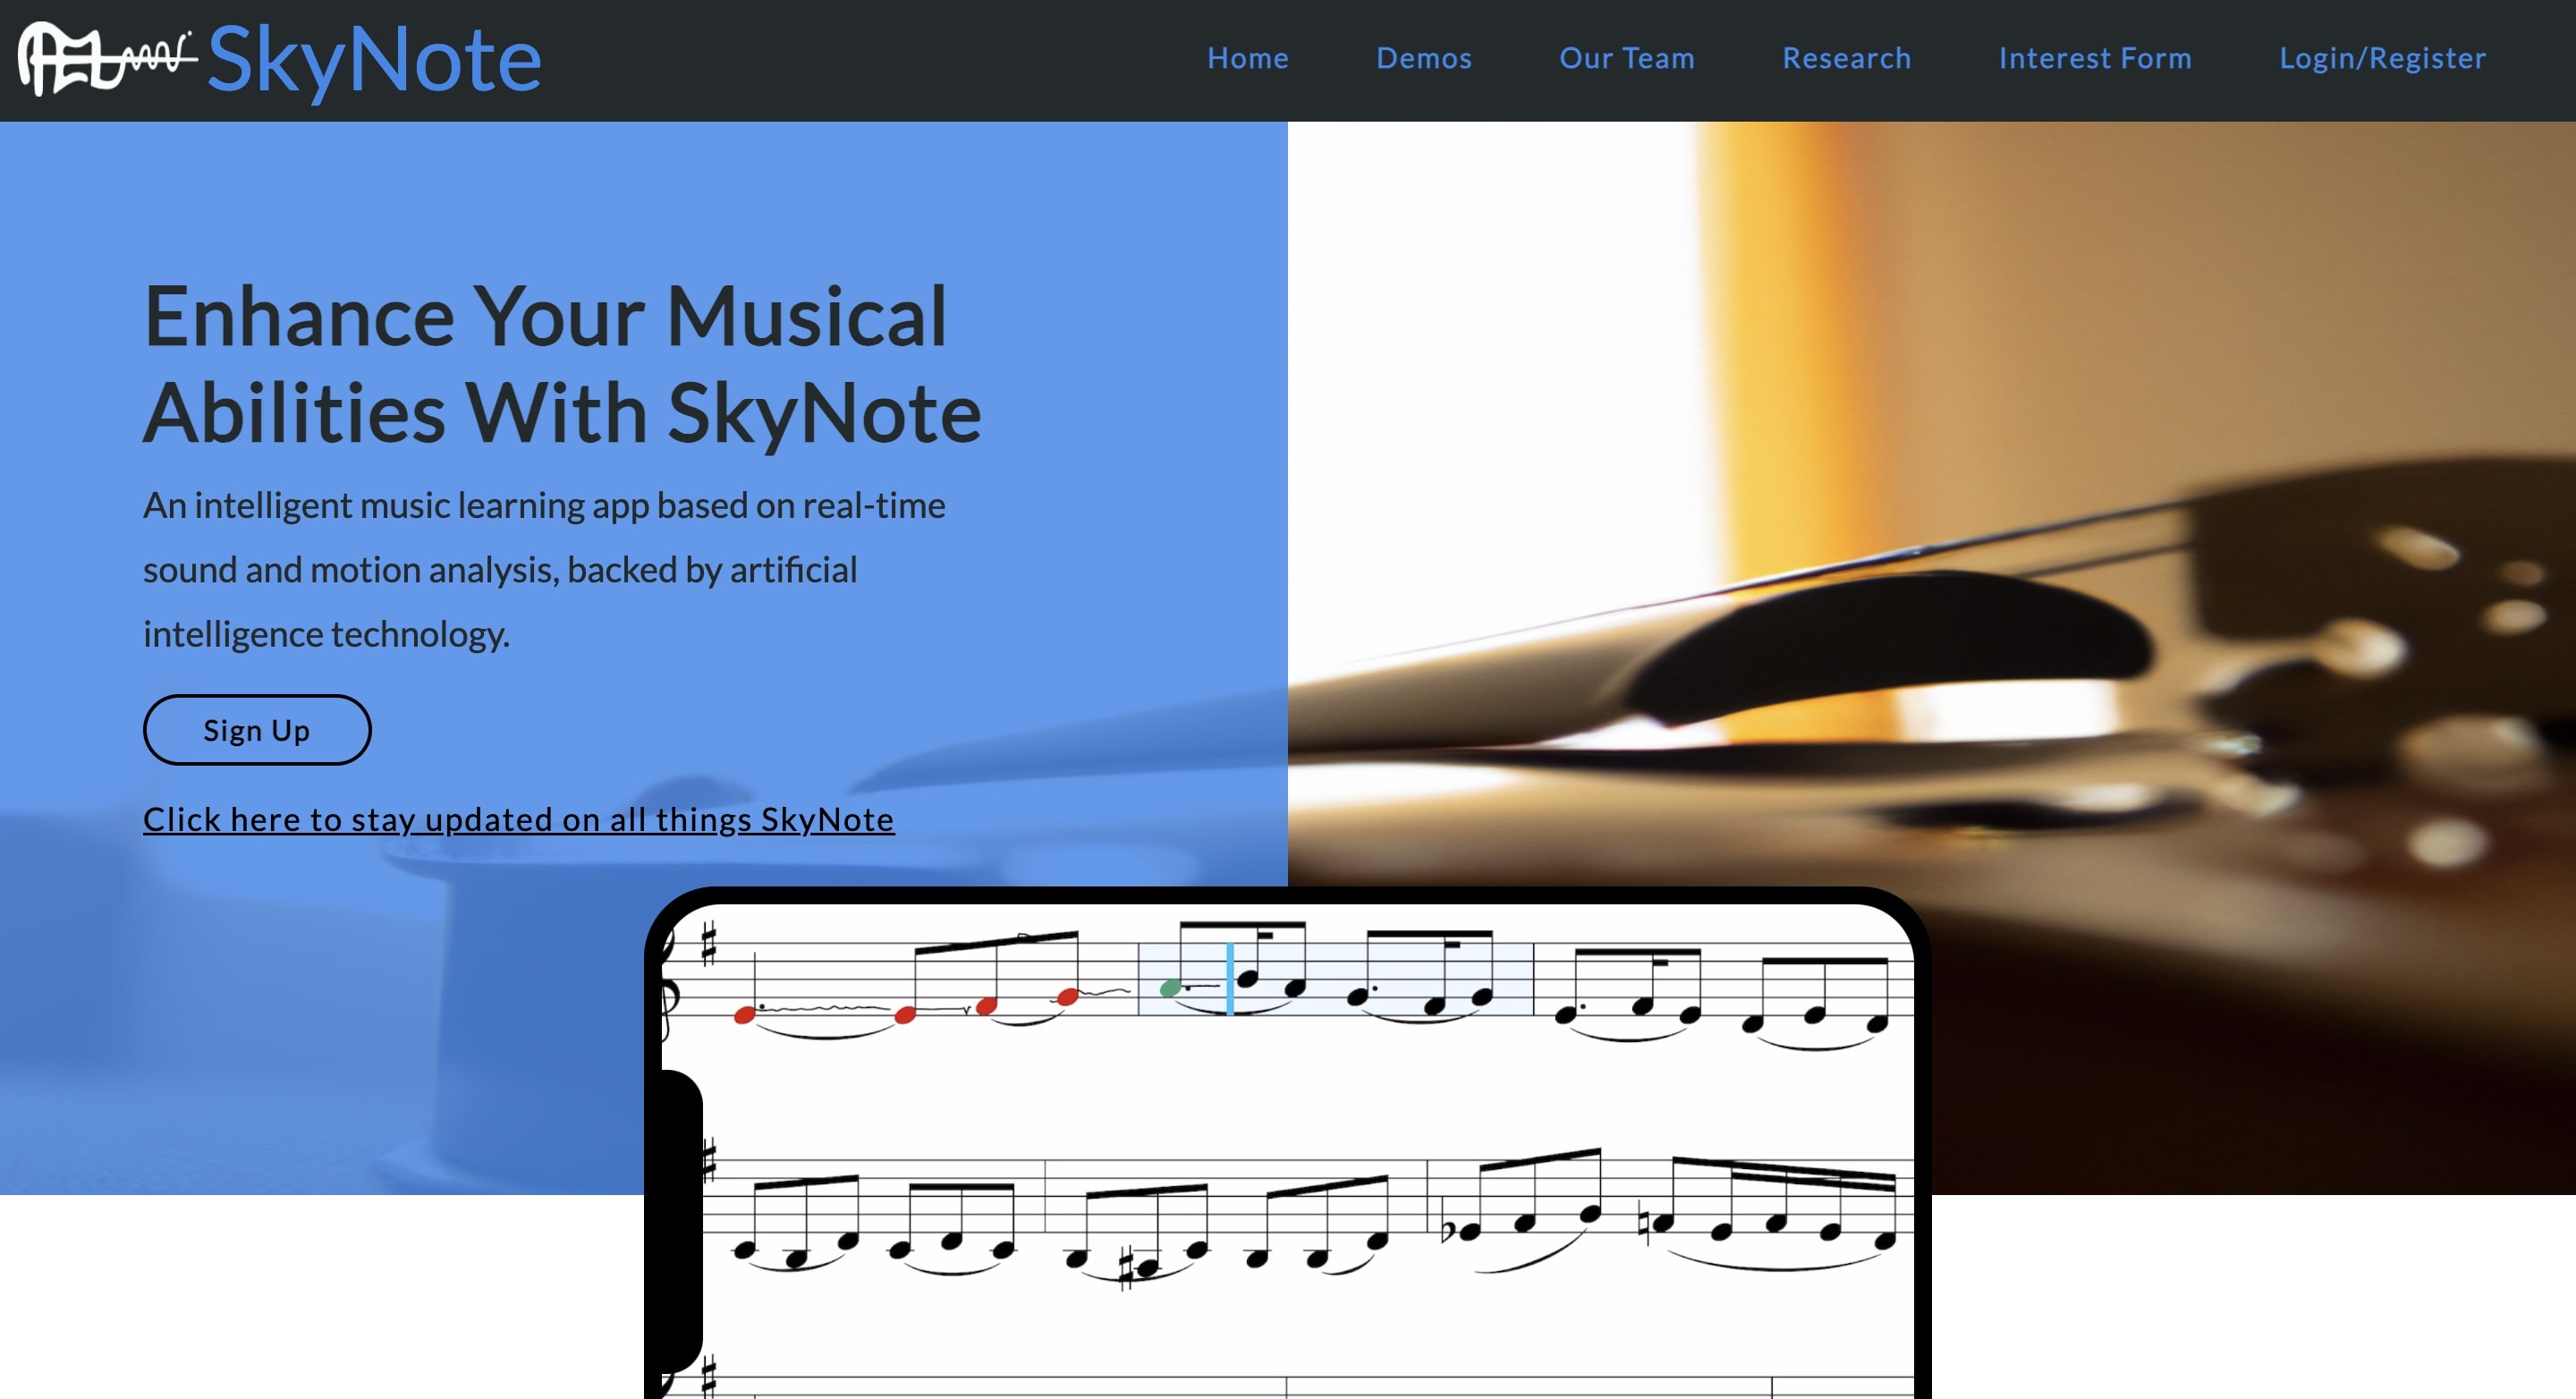 SkyNote
Home Demos Our Team Research Interest Form Login/Register
Enhance Your Musical
Abilities With SkyNote
An intelligent music learning app based on real-time
sound and motion analysis, backed by artificial
intelligence technology.
Sign Up
Click here to stay updated on all things SkyNote